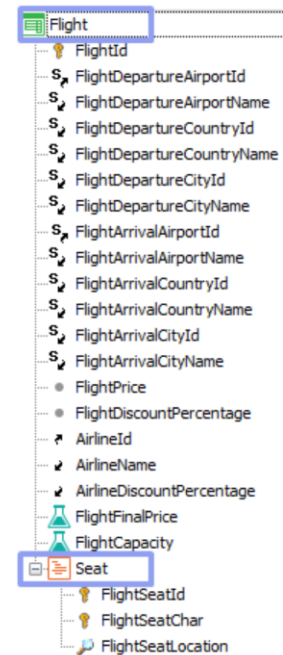 Flight
FlightId
FlightDepartureAirportId
FlightDepartureAirportName
FlightDepartureCountryId
FlightDepartureCountryName
FlightDepartureCityId
FlightDepartureCityName
FlightArrivalAirportId
FlightArrivalAirportName
FlightArrivalCountryId
FlightArrivalCountryName
FlightArrivalCityId
FlightArrivalCityName
FlightPrice
FlightDiscountPercentage
AirlineId
AirlineName
AirlineDiscountPercentage
FlightFinalPrice
FlightCapacity
Seat
FlightSeatId
FlightSeatChar
FlightSeatLocation